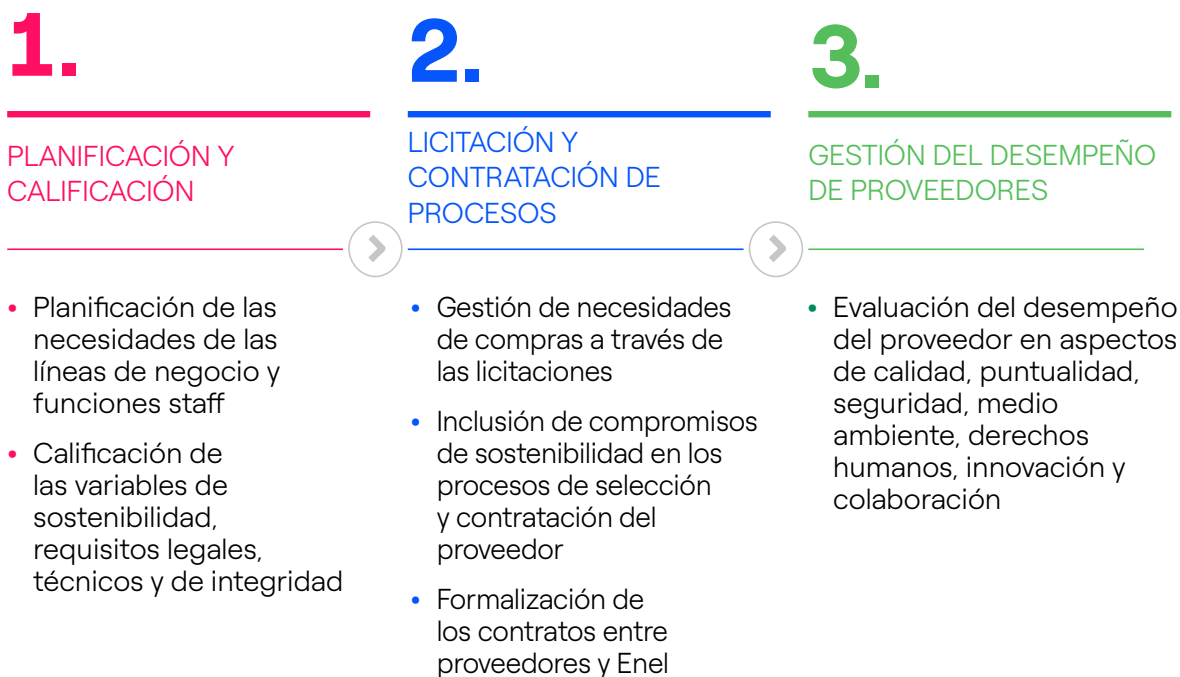 1.
PLANIFICACIÓN Y
CALIFICACIÓN
• Planificación de las
necesidades de las
líneas de negocio y
funciones staff
• Calificación de
las variables de
sostenibilidad,
requisitos legales,
técnicos y de integridad
2.
LICITACIÓN Y
CONTRATACIÓN DE
PROCESOS
• Gestión de necesidades
de compras a través de
las licitaciones
• Inclusión de compromisos
de sostenibilidad en los
procesos de selección
y contratación del
proveedor
• Formalización de
los contratos entre
proveedores y Enel
3.
GESTIÓN DEL DESEMPEÑO
DE PROVEEDORES
• Evaluación del desempeño
del proveedor en aspectos
de calidad, puntualidad,
seguridad, medio
ambiente, derechos
humanos, innovación y
colaboración